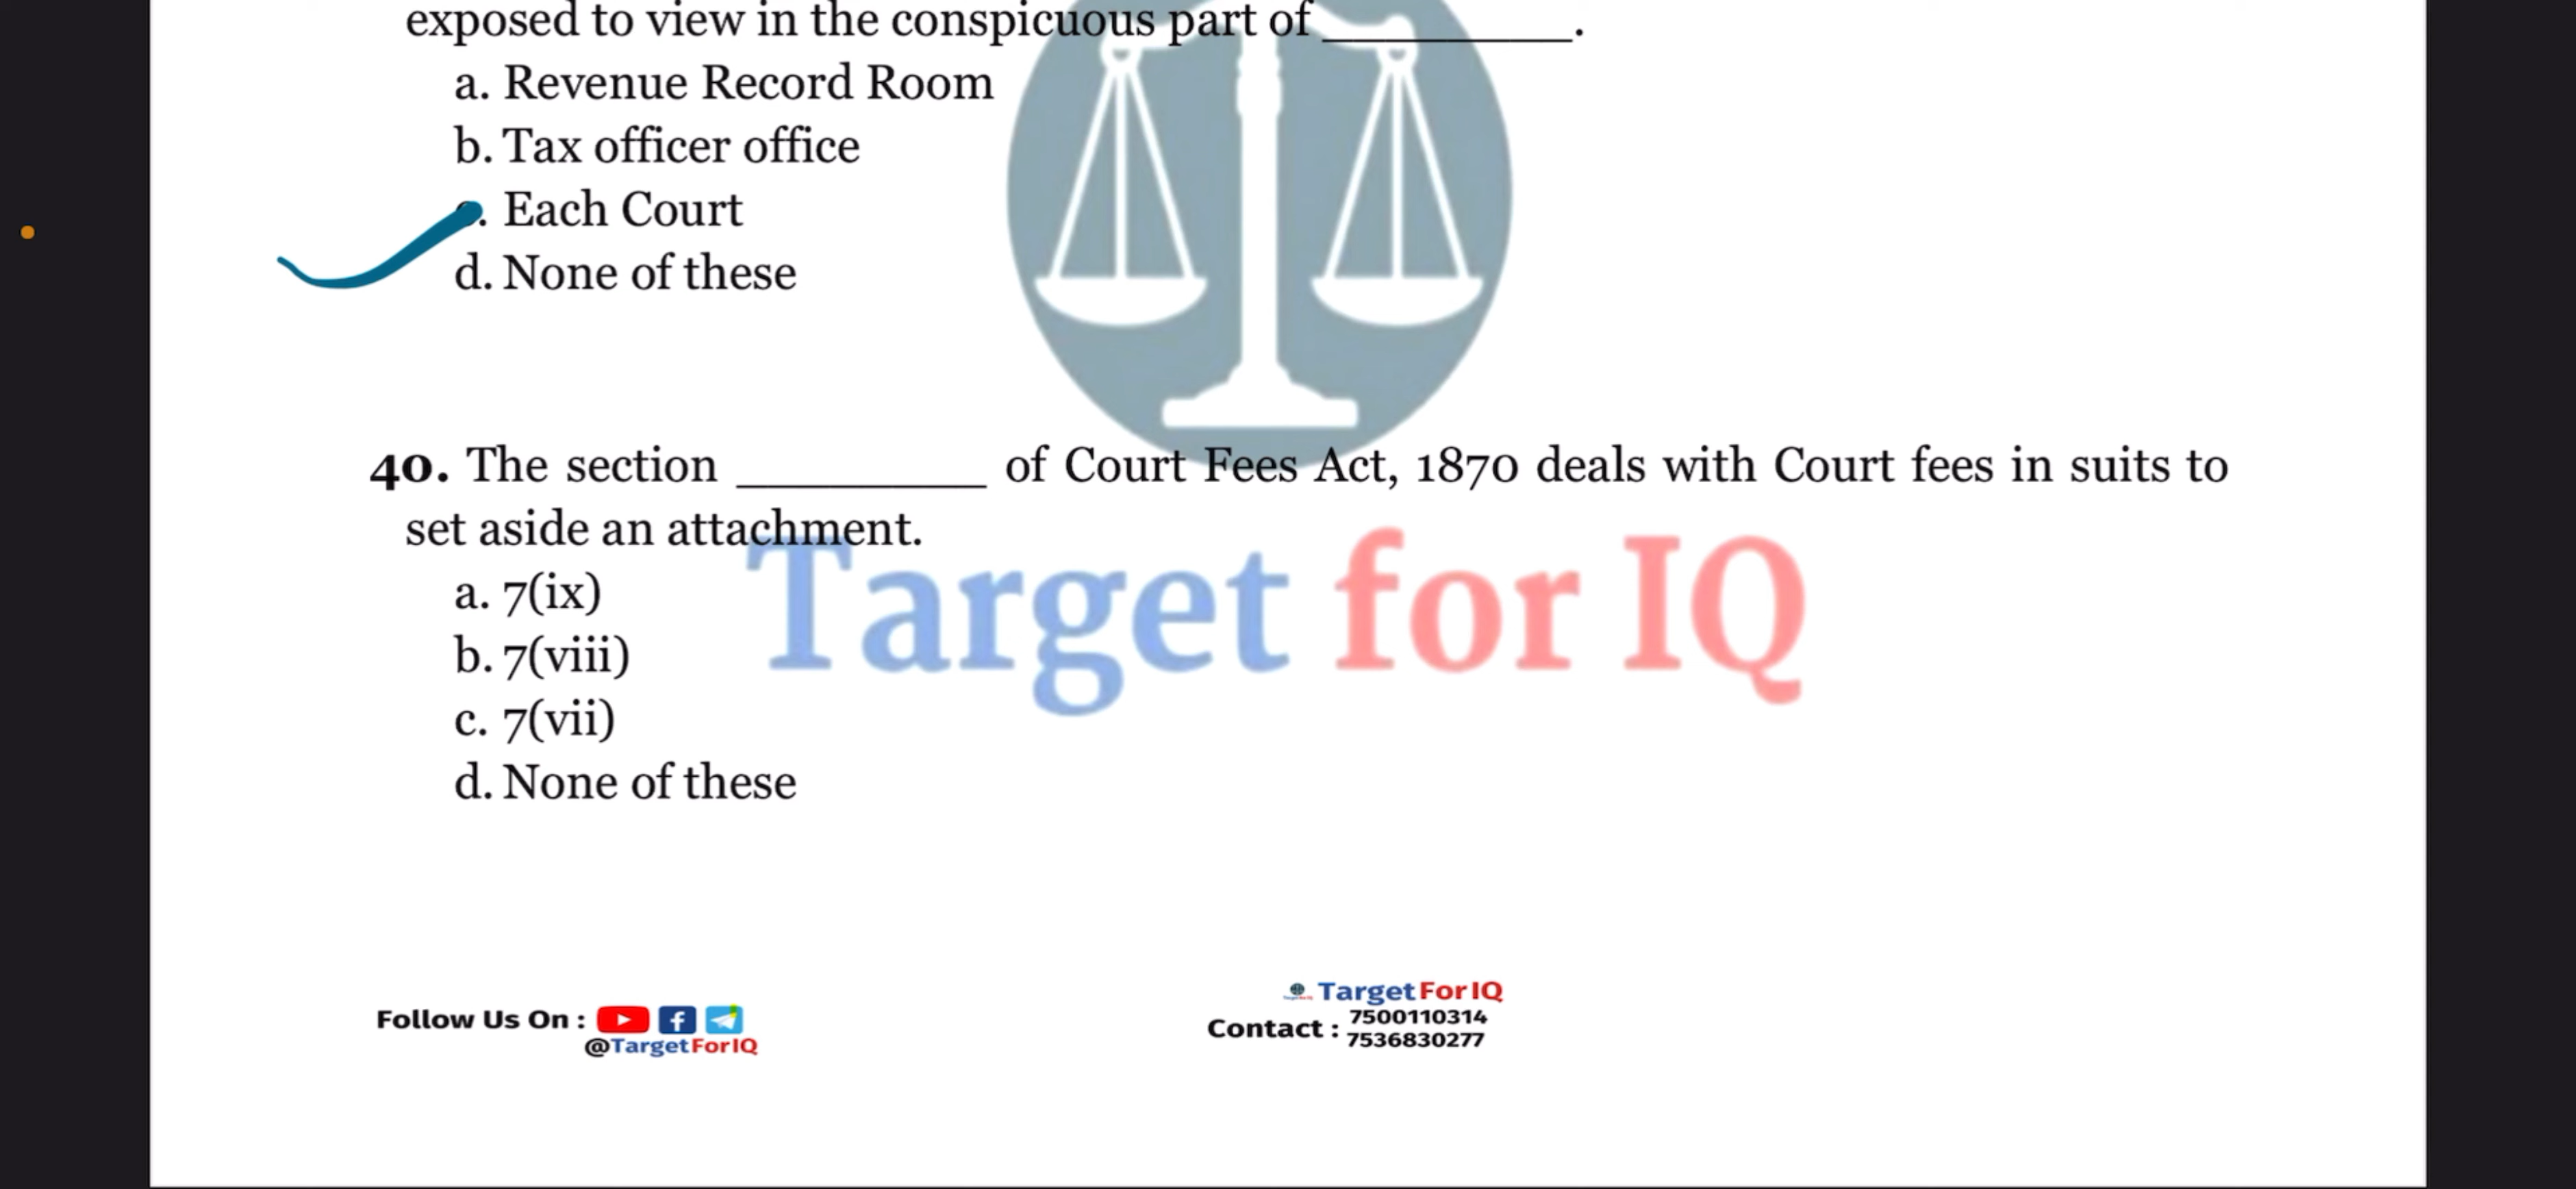 exposed to view in the conspicuous part of __________.
a. Revenue Record Room
b. Tax officer office
. Each Court
d. None of these
40. The section __________ of Court Fees Act, 1870 deals with Court fees in suits to
set aside an attachment.
Target for IQ
a. 7(ix)
b. 7(viii)
c. 7(vii)
d. None of these
Follow Us On :
@TargetForIQ
TargetForIQ
Contact : 7500110314
7536830277